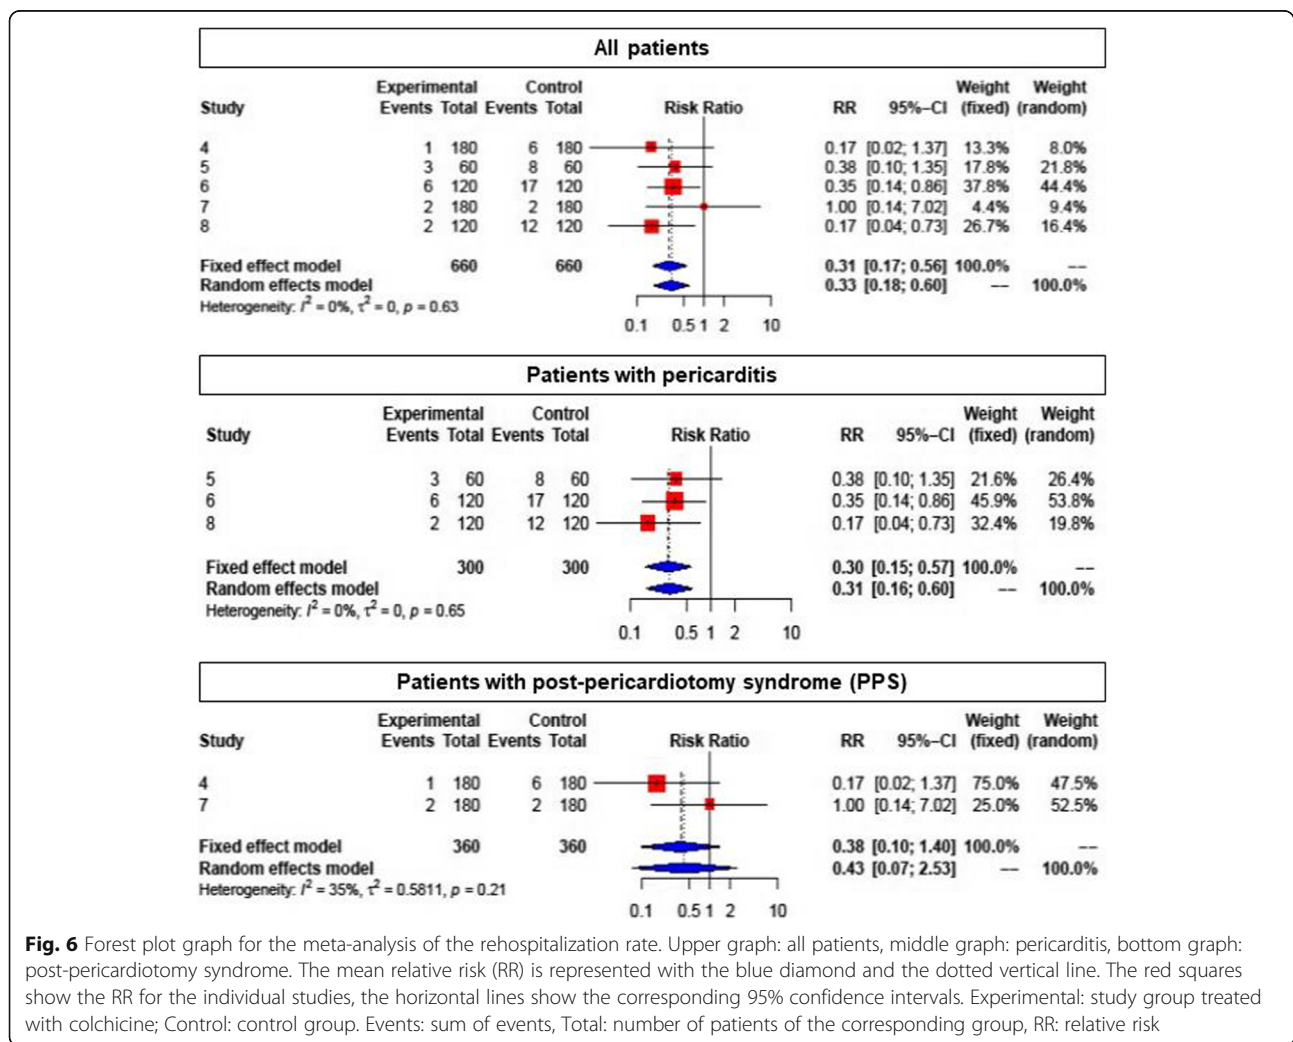 All patients
Experimental Control Weight Weight
Study Events Total Events Total Risk Ratio RR 95%−CI (fixed) (random)
4 1 180 6 180 0.17 [0.02; 1.37] 13.3% 8.0%
5 3 60 8 60 0.38 [0.10; 1.35] 17.8% 21.8%
6 6 120 17 120 0.35 [0.14; 0.86] 37.8% 44.4%
7 2 180 2 180 1.00 [0.14; 7.02] 4.4% 9.4%
8 2 120 12 120 0.17 [0.04; 0.73] 26.7% 16.4%
Fixed effect model 660 660 0.31 [0.17; 0.56] 100.0% −−
Random effects model 0.33 [0.18; 0.60] −− 100.0%
Heterogeneity: I² = 0%, τ² = 0, p = 0.63
0.1 0.5 1 2 10
Patients with pericarditis
Experimental Control Weight Weight
Study Events Total Events Total Risk Ratio RR 95%−CI (fixed) (random)
5 3 60 8 60 0.38 [0.10; 1.35] 21.6% 26.4%
6 6 120 17 120 0.35 [0.14; 0.86] 45.9% 53.8%
8 2 120 12 120 0.17 [0.04; 0.73] 32.4% 19.8%
Fixed effect model 300 300 0.30 [0.15; 0.57] 100.0% −−
Random effects model 0.31 [0.16; 0.60] −− 100.0%
Heterogeneity: I² = 0%, τ² = 0, p = 0.65
0.1 0.5 1 2 10
Patients with post-pericardiotomy syndrome (PPS)
Experimental Control Weight Weight
Study Events Total Events Total Risk Ratio RR 95%−CI (fixed) (random)
4 1 180 6 180 0.17 [0.02; 1.37] 75.0% 47.5%
7 2 180 2 180 1.00 [0.14; 7.02] 25.0% 52.5%
Fixed effect model 360 360 0.38 [0.10; 1.40] 100.0% −−
Random effects model 0.43 [0.07; 2.53] −− 100.0%
Heterogeneity: I² = 35%, τ² = 0.5811, p = 0.21
0.1 0.5 1 2 10
Fig. 6 Forest plot graph for the meta-analysis of the rehospitalization rate. Upper graph: all patients, middle graph: pericarditis, bottom graph:
post-pericardiotomy syndrome. The mean relative risk (RR) is represented with the blue diamond and the dotted vertical line. The red squares
show the RR for the individual studies, the horizontal lines show the corresponding 95% confidence intervals. Experimental: study group treated
with colchicine; Control: control group. Events: sum of events, Total: number of patients of the corresponding group, RR: relative risk